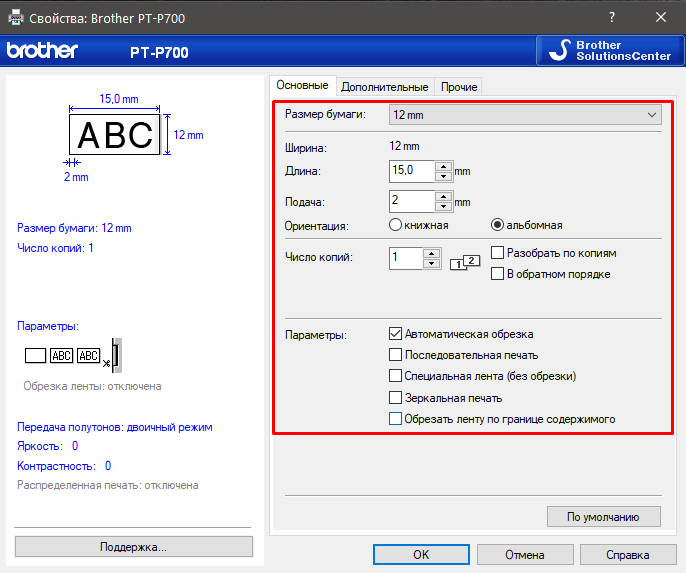 Свойства: Brother PT-P700
brother PT-P700
Brother
SolutionsCenter
15,0 mm
ABC
12 mm
2 mm
Размер бумаги: 12 mm
Число копий: 1
Параметры:
ABC ABC
Обрезка ленты: отключена
Передача полутонов: двоичный режим
Яркость: 0
Контрастность: 0
Распределенная печать: отключена
Поддержка...
Основные Дополнительные Прочие
Размер бумаги: 12 mm
Ширина: 12 mm
Длина: 15,0 mm
Подача: 2 mm
Ориентация: книжная альбомная
Число копий: 1 1 2 Разобрать по копиям
В обратном порядке
Параметры: Автоматическая обрезка
Последовательная печать
Специальная лента (без обрезки)
Зеркальная печать
Обрезать ленту по границе содержимого
По умолчанию
OK Отмена Справка